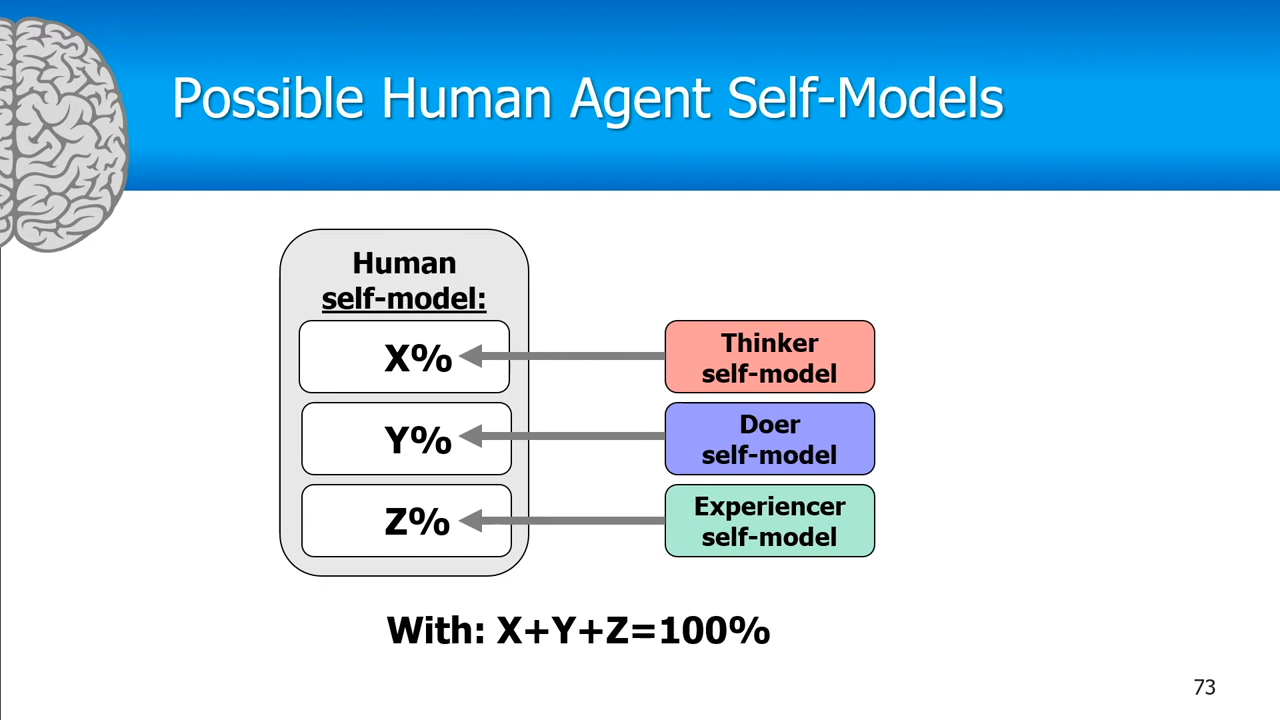 Possible Human Agent Self-Models
Human
self-model:
X%
Thinker
self-model
Y%
Doer
self-model
Z%
Experiencer
self-model
With: X+Y+Z=100%
73